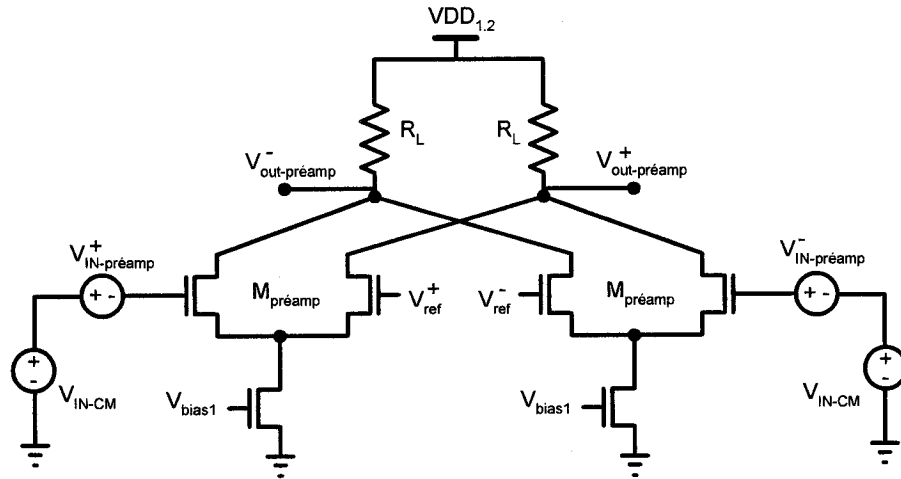 VDD1.2
RL
RL
V-out-préamp
V+out-préamp
V+IN-préamp
+ -
Mpréamp
V+ref
V-ref
Mpréamp
V-IN-préamp
+ -
+
-
VIN-CM
Vbias1
Vbias1
VIN-CM
+
-